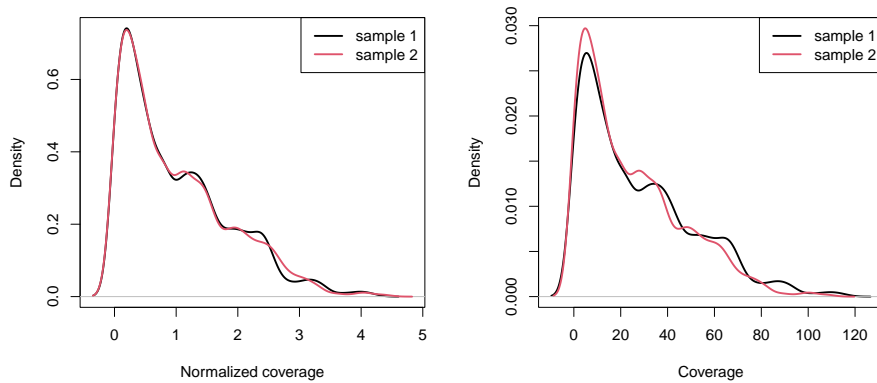 sample 1
sample 2
Density
0.0
0.2
0.4
0.6
0 1 2 3 4 5
Normalized coverage
sample 1
sample 2
Density
0.000
0.010
0.020
0.030
0 20 40 60 80 100 120
Coverage